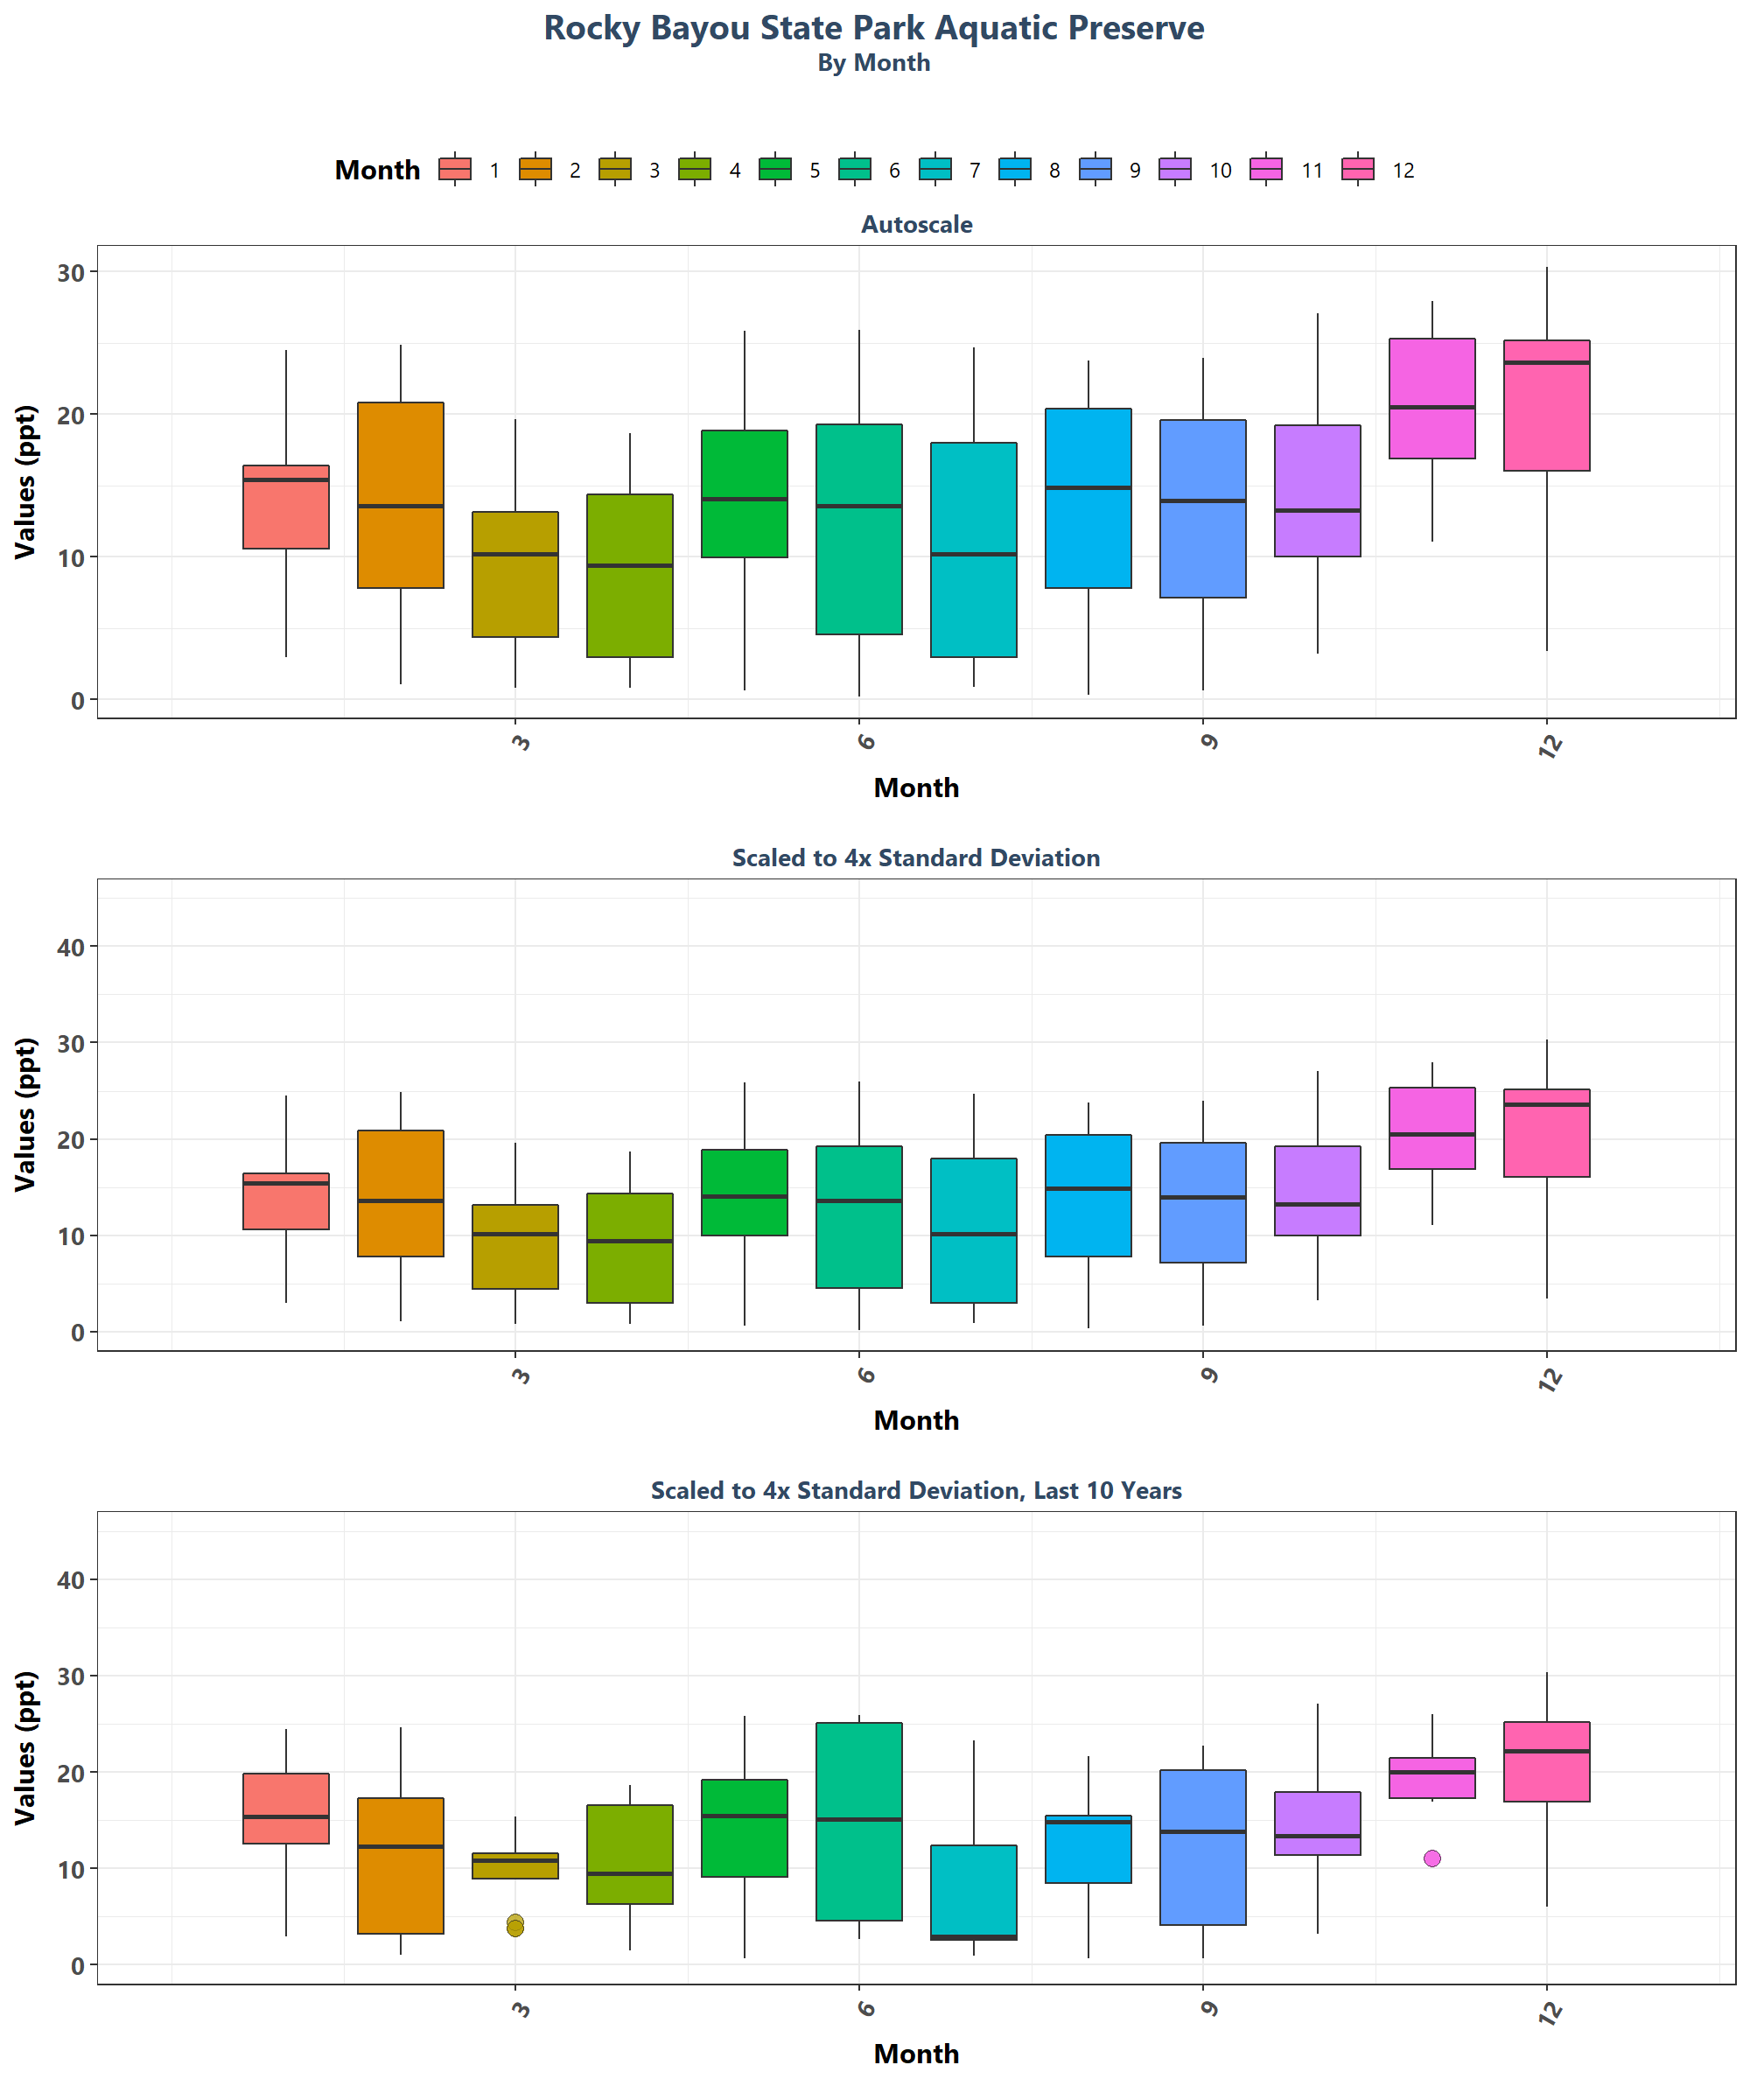 Rocky Bayou State Park Aquatic Preserve
By Month
Month 1 2 3 4 5 6 7 8 9 10 11 12
Autoscale
30
20
10
0
Values (ppt)
3 6 9 12
Month
Scaled to 4x Standard Deviation
40
30
20
10
0
Values (ppt)
3 6 9 12
Month
Scaled to 4x Standard Deviation, Last 10 Years
40
30
20
10
0
Values (ppt)
3 6 9 12
Month